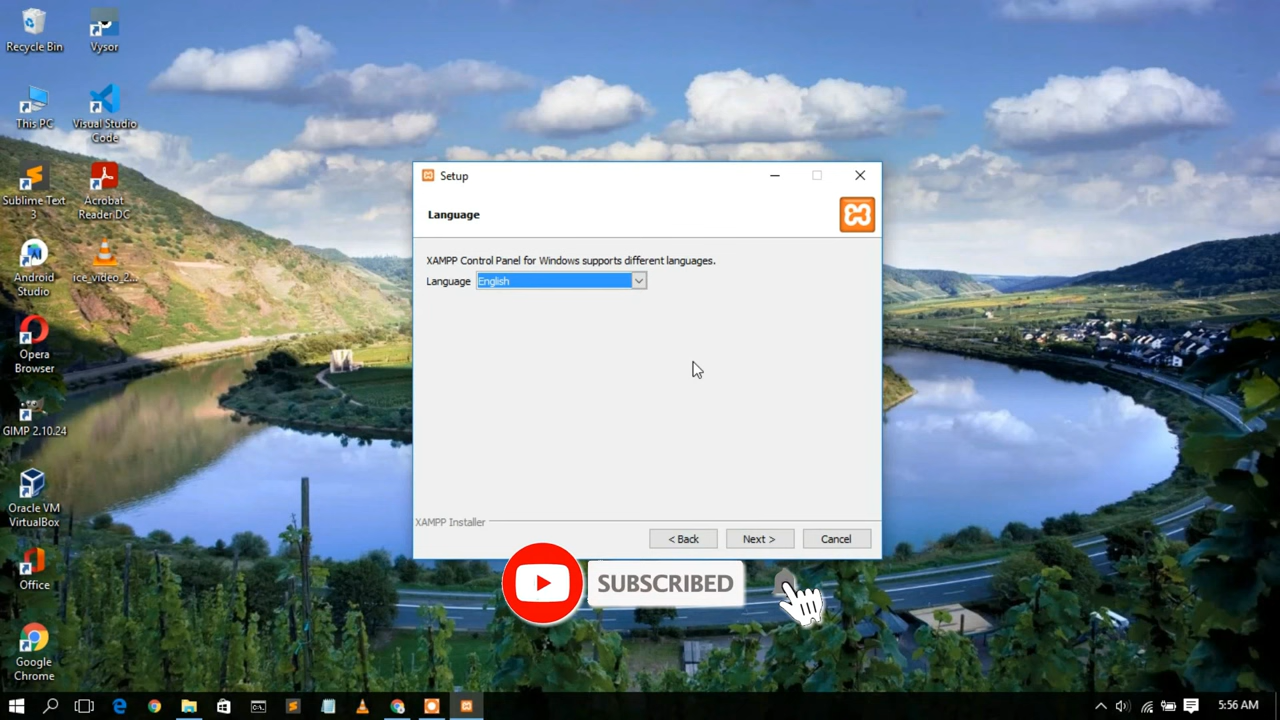 Recycle Bin
Vysor
This PC
Visual Studio
Code
Sublime Text
3
Acrobat
Reader DC
Android
Studio
ice_video_2...
Opera
Browser
GIMP 2.10.24
Oracle VM
VirtualBox
Office
Google
Chrome
Setup
Language
XAMPP Control Panel for Windows supports different languages.
Language English
XAMPP Installer
< Back
Next >
Cancel
SUBSCRIBED
5:56 AM